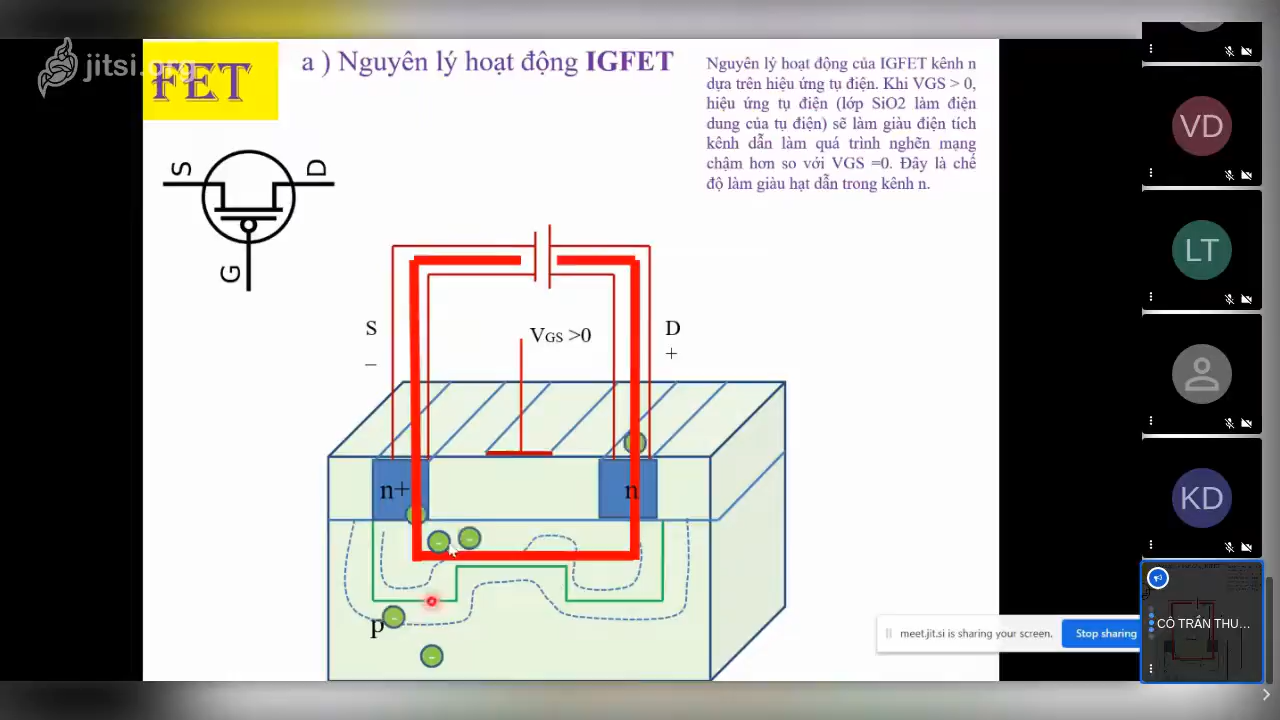 jitsi.org
FET
a ) Nguyên lý hoạt động IGFET
Nguyên lý hoạt động của IGFET kênh n
dựa trên hiệu ứng tụ điện. Khi VGS > 0,
hiệu ứng tụ điện (lớp SiO2 làm điện
dung của tụ điện) sẽ làm giàu điện tích
kênh dẫn làm quá trình nghẽn mạng
chậm hơn so với VGS =0. Đây là chế
độ làm giàu hạt dẫn trong kênh n.
S
D
G
S
–
VGS >0
D
+
n+
n
p
VD
LT
KD
CÔ TRẦN THU...
meet.jit.si is sharing your screen.
Stop sharing